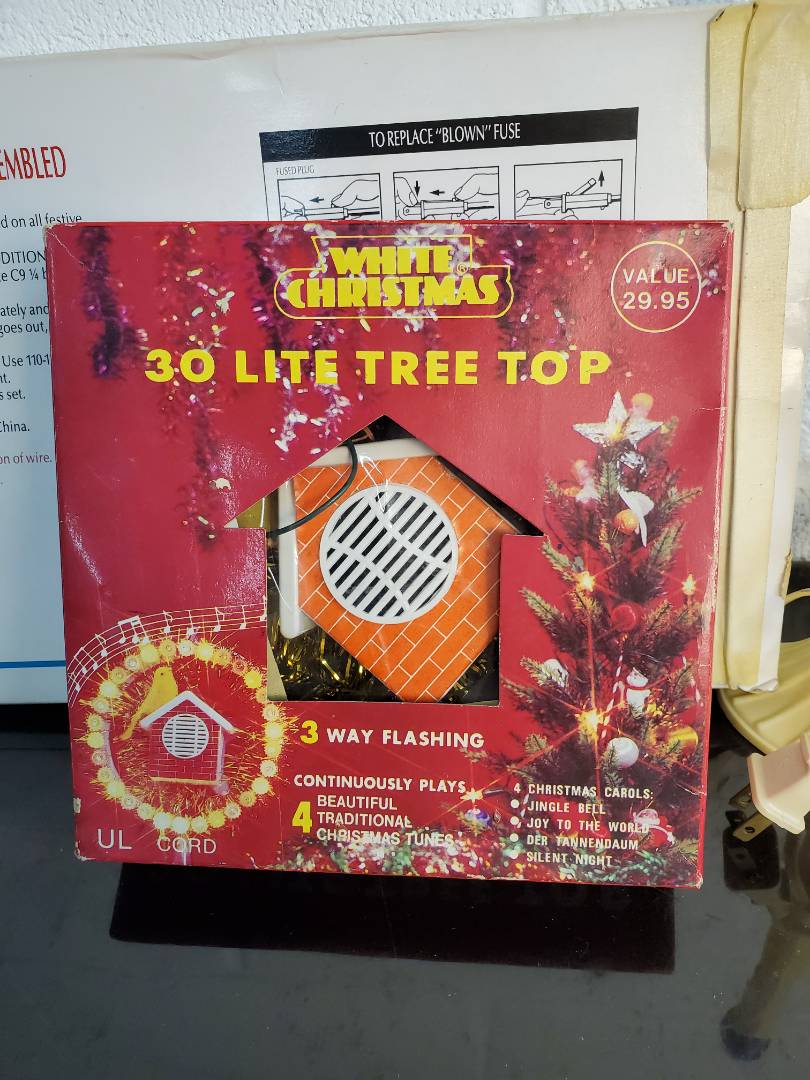 EMBLED
d on all festive
DITION
e C9 ¼ b
ately and
goes out,
Use 110-1
nt.
s set.
China.
on of wire.
TO REPLACE "BLOWN" FUSE
FUSED PLUG
WHITE
CHRISTMAS®
VALUE
29.95
30 LITE TREE TOP
3 WAY FLASHING
CONTINUOUSLY PLAYS
4 BEAUTIFUL
TRADITIONAL
CHRISTMAS TUNES
4 CHRISTMAS CAROLS:
• JINGLE BELL
• JOY TO THE WORLD
• DER TANNENDAUM
• SILENT NIGHT
UL CORD